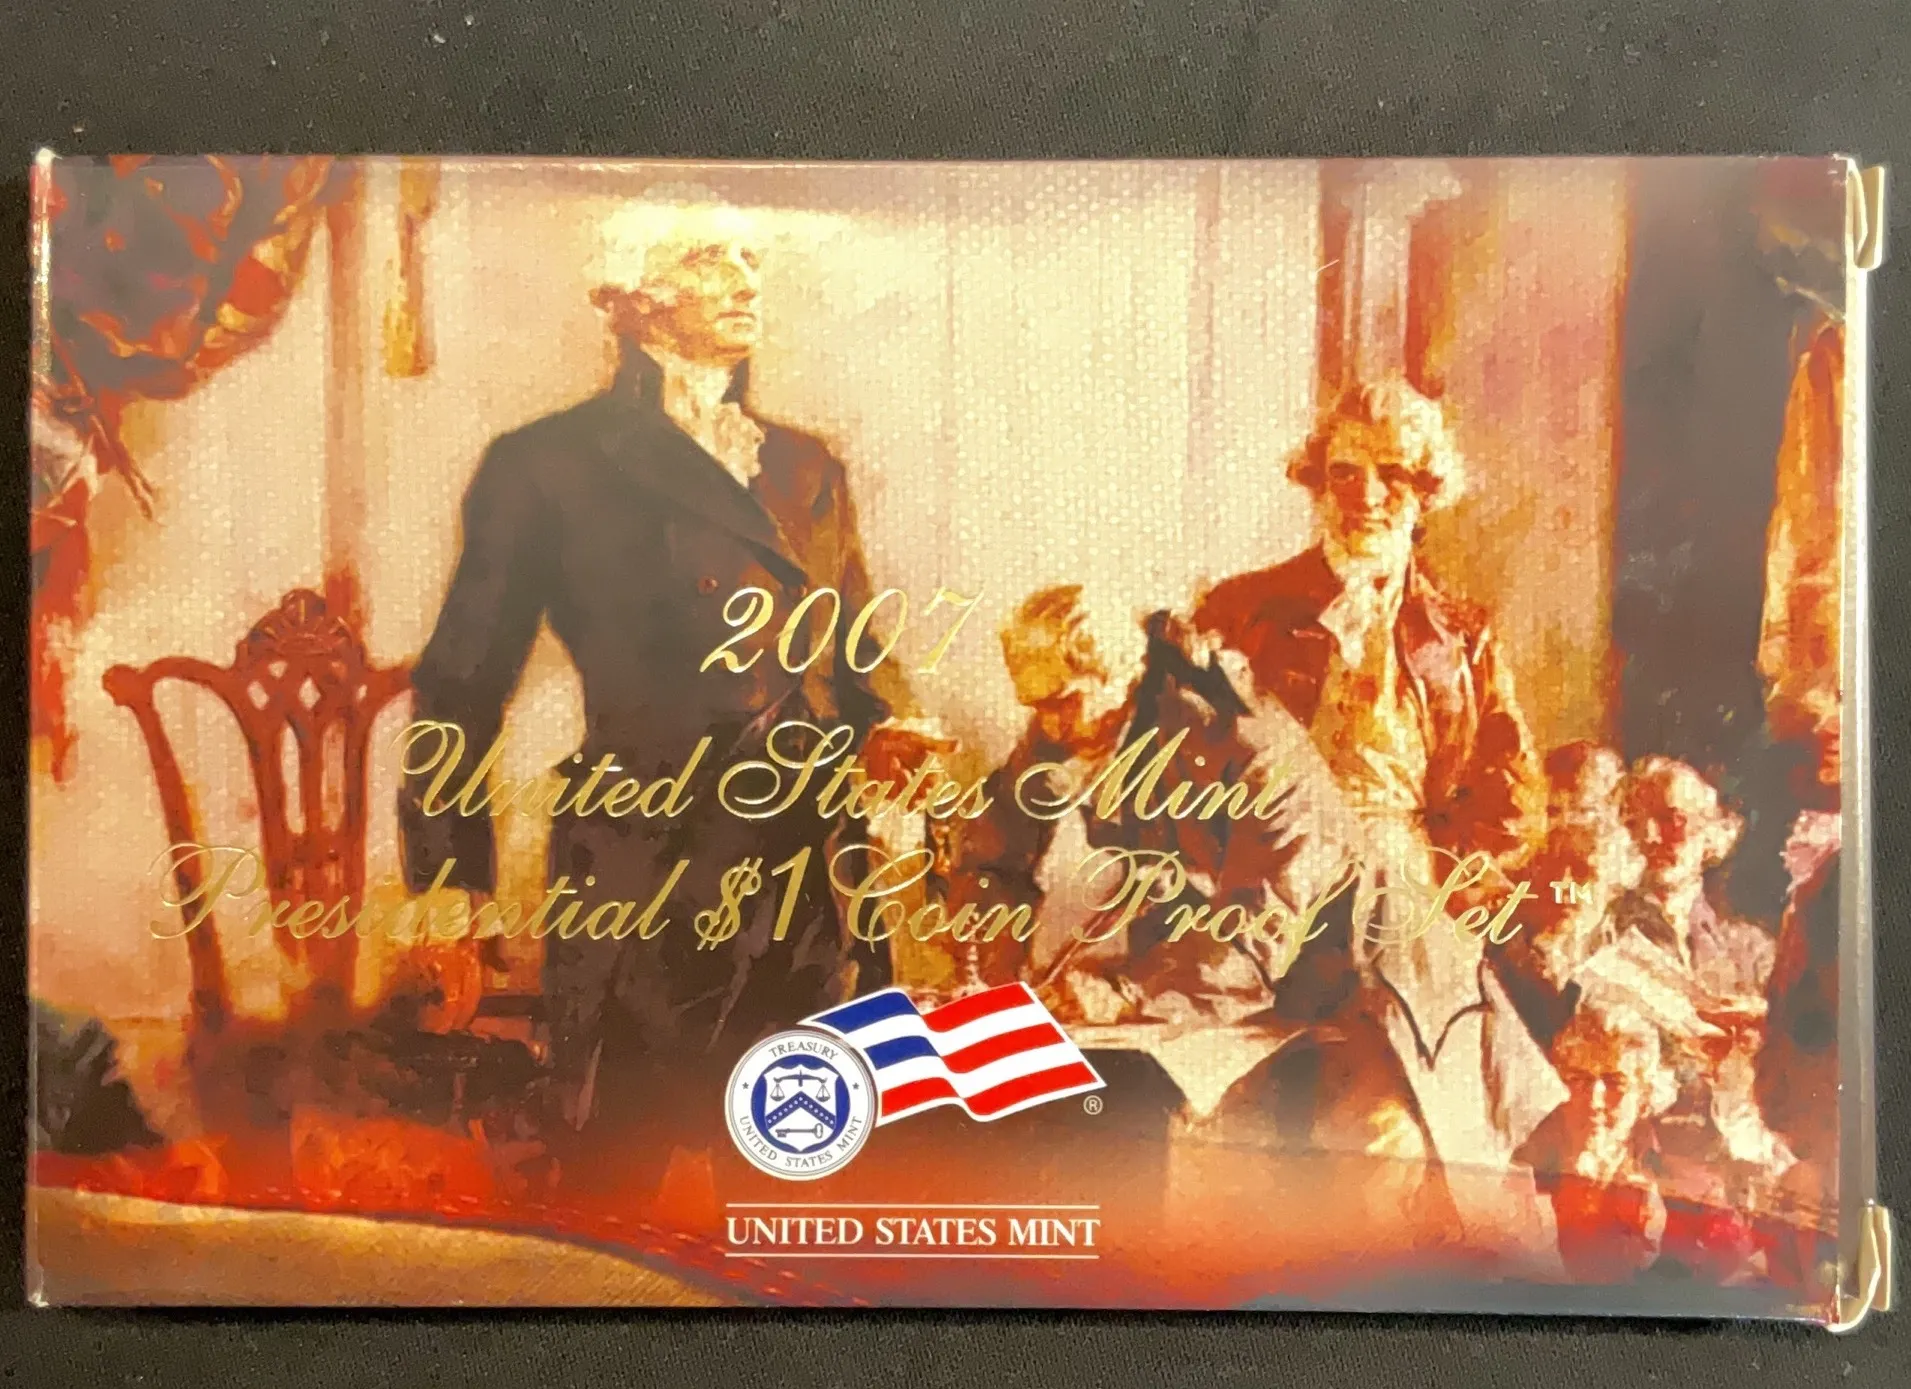 2007
United States Mint
Presidential $1 Coin Proof Set™
TREASURY
UNITED STATES MINT
®
UNITED STATES MINT